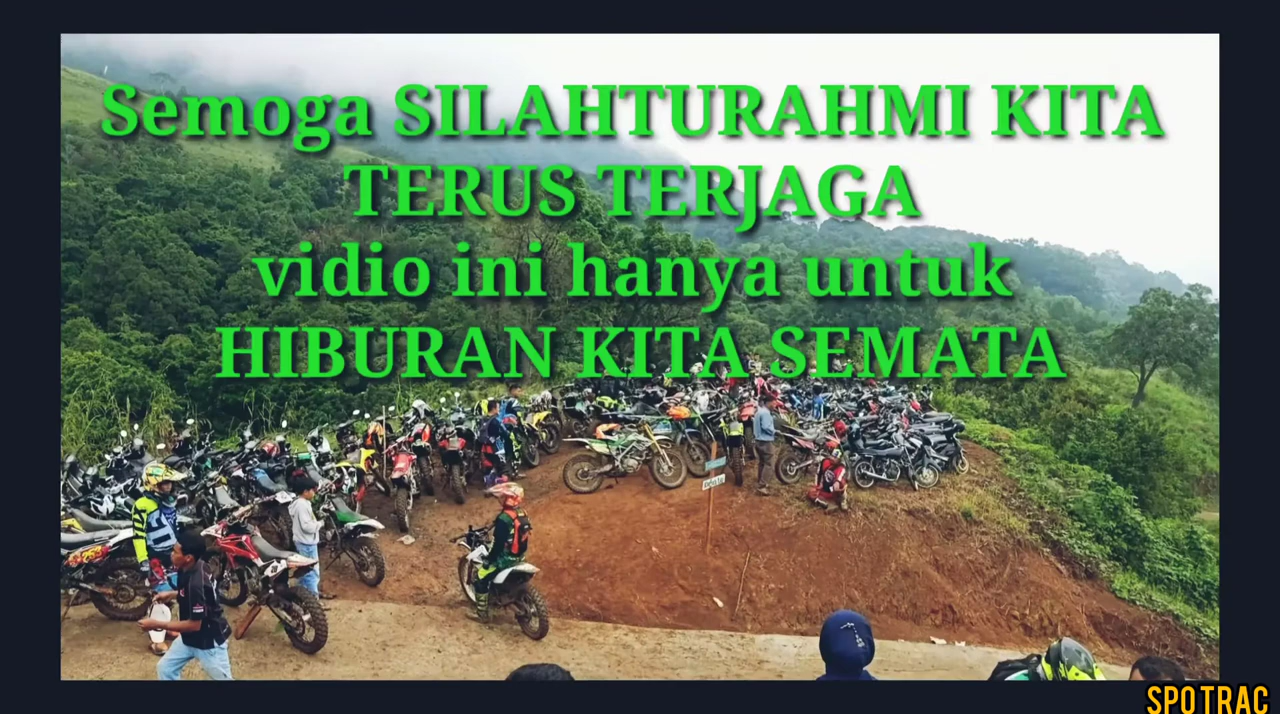 Semoga SILAHTURAHMI KITA
TERUS TERJAGA
vidio ini hanya untuk
HIBURAN KITA SEMATA
SPOTRAC